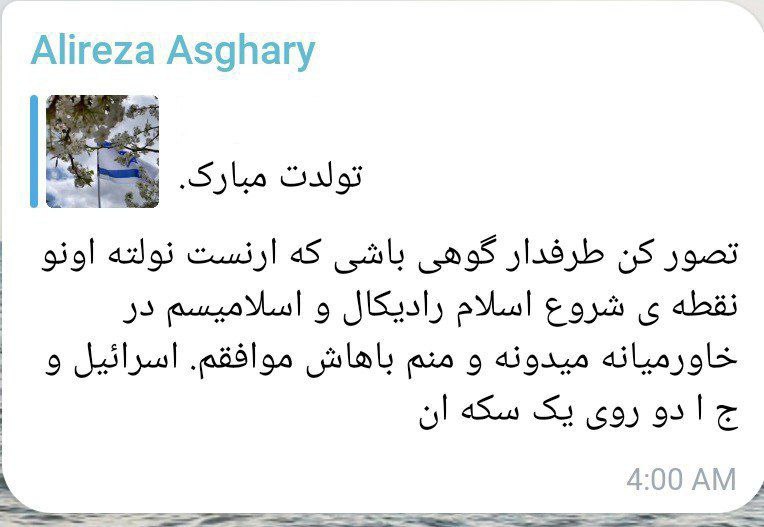 Alireza Asghary
تولدت مبارک.
تصور کن طرفدار گوهی باشی که ارنست نولته اونو
نقطه ی شروع اسلام رادیکال و اسلامیسم در
خاورمیانه میدونه و منم باهاش موافقم. اسرائیل و
ج ا دو روی یک سکه ان
4:00 AM